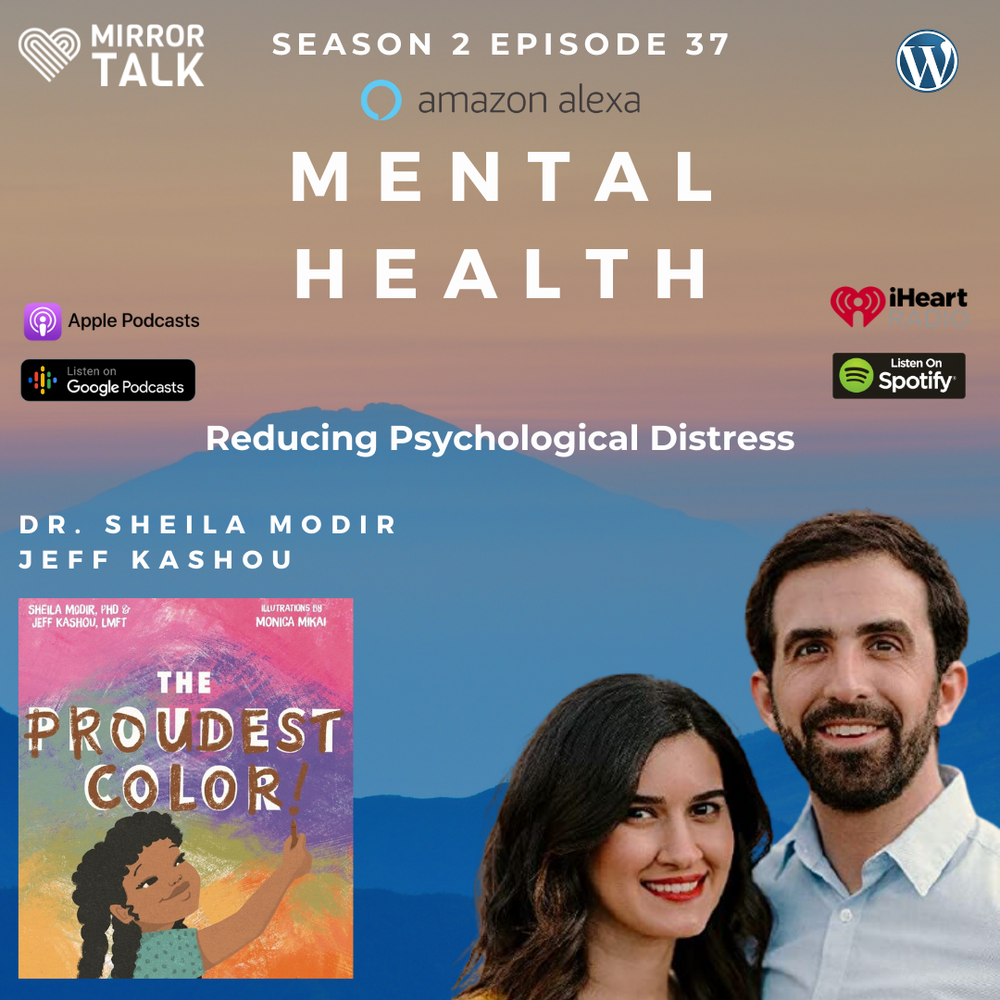 MIRROR
TALK
SEASON 2 EPISODE 37
amazon alexa
MENTAL
HEALTH
Apple Podcasts
Listen on
Google Podcasts
iHeart
RADIO
Listen On
Spotify
Reducing Psychological Distress
DR. SHEILA MODIR
JEFF KASHOU
SHEILA MODIR, PHD &
JEFF KASHOU, LMFT
ILLUTRATIONS BY
MONICA MIKAI
THE
PROUDEST
COLOR!